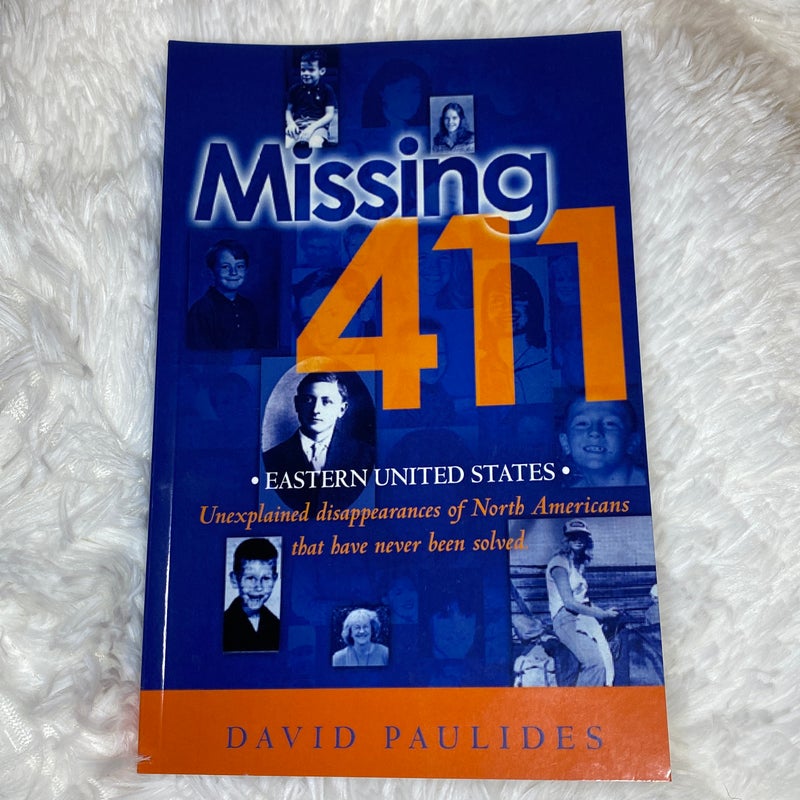 Missing
411
• EASTERN UNITED STATES •
Unexplained disappearances of North Americans
that have never been solved.
DAVID PAULIDES